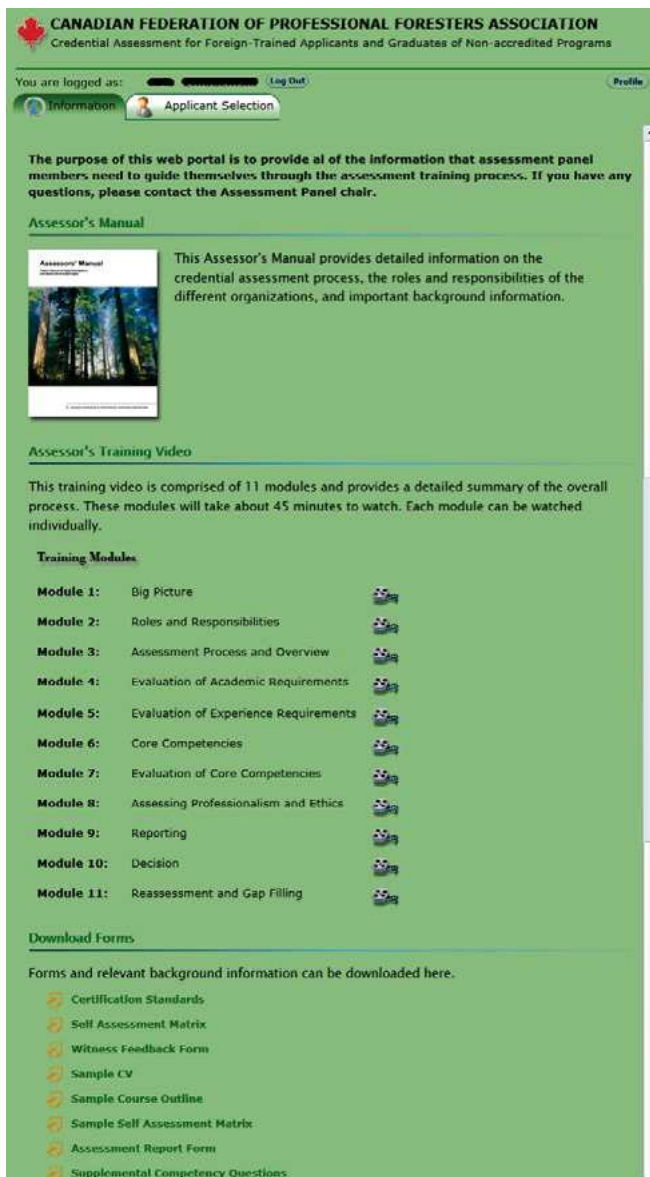 CANADIAN FEDERATION OF PROFESSIONAL FORESTERS ASSOCIATION
Credential Assessment for Foreign-Trained Applicants and Graduates of Non-accredited Programs
You are logged as: Log Out Profile
Information Applicant Selection
The purpose of this web portal is to provide al of the information that assessment panel
members need to guide themselves through the assessment training process. If you have any
questions, please contact the Assessment Panel chair.
Assessor's Manual
Assessors' Manual
This Assessor's Manual provides detailed information on the
credential assessment process, the roles and responsibilities of the
different organizations, and important background information.
Assessor's Training Video
This training video is comprised of 11 modules and provides a detailed summary of the overall
process. These modules will take about 45 minutes to watch. Each module can be watched
individually.
Training Modules
Module 1: Big Picture
Module 2: Roles and Responsibilities
Module 3: Assessment Process and Overview
Module 4: Evaluation of Academic Requirements
Module 5: Evaluation of Experience Requirements
Module 6: Core Competencies
Module 7: Evaluation of Core Competencies
Module 8: Assessing Professionalism and Ethics
Module 9: Reporting
Module 10: Decision
Module 11: Reassessment and Gap Filling
Download Forms
Forms and relevant background information can be downloaded here.
Certification Standards
Self Assessment Matrix
Witness Feedback Form
Sample CV
Sample Course Outline
Sample Self Assessment Matrix
Assessment Report Form
Supplemental Competency Questions